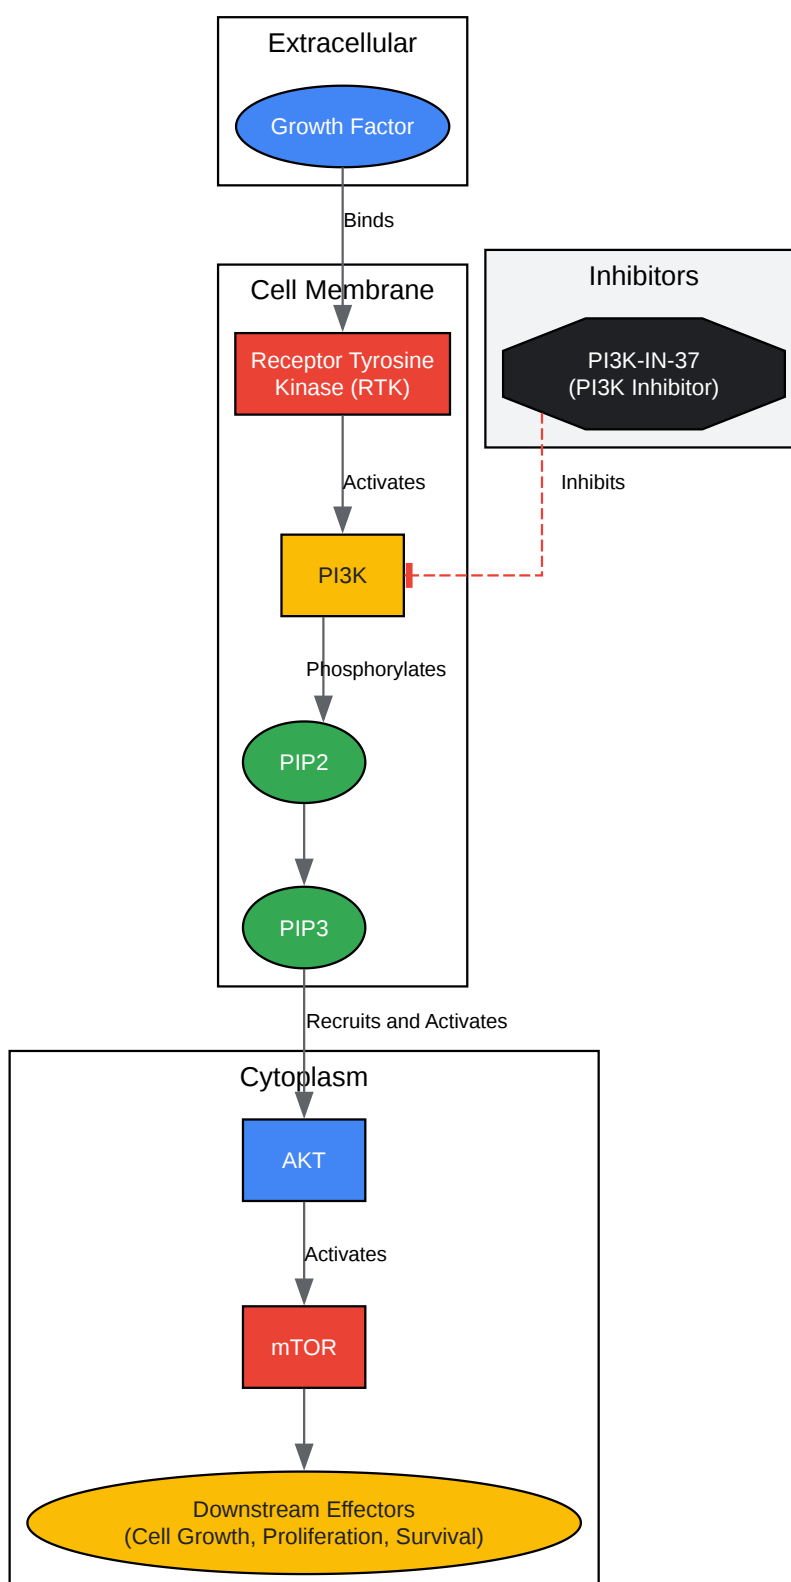 Extracellular
Growth Factor
Binds
Cell Membrane
Inhibitors
Receptor Tyrosine
Kinase (RTK)
PI3K-IN-37
(PI3K Inhibitor)
Activates
Inhibits
PI3K
Phosphorylates
PIP2
PIP3
Recruits and Activates
Cytoplasm
AKT
Activates
mTOR
Downstream Effectors
(Cell Growth, Proliferation, Survival)